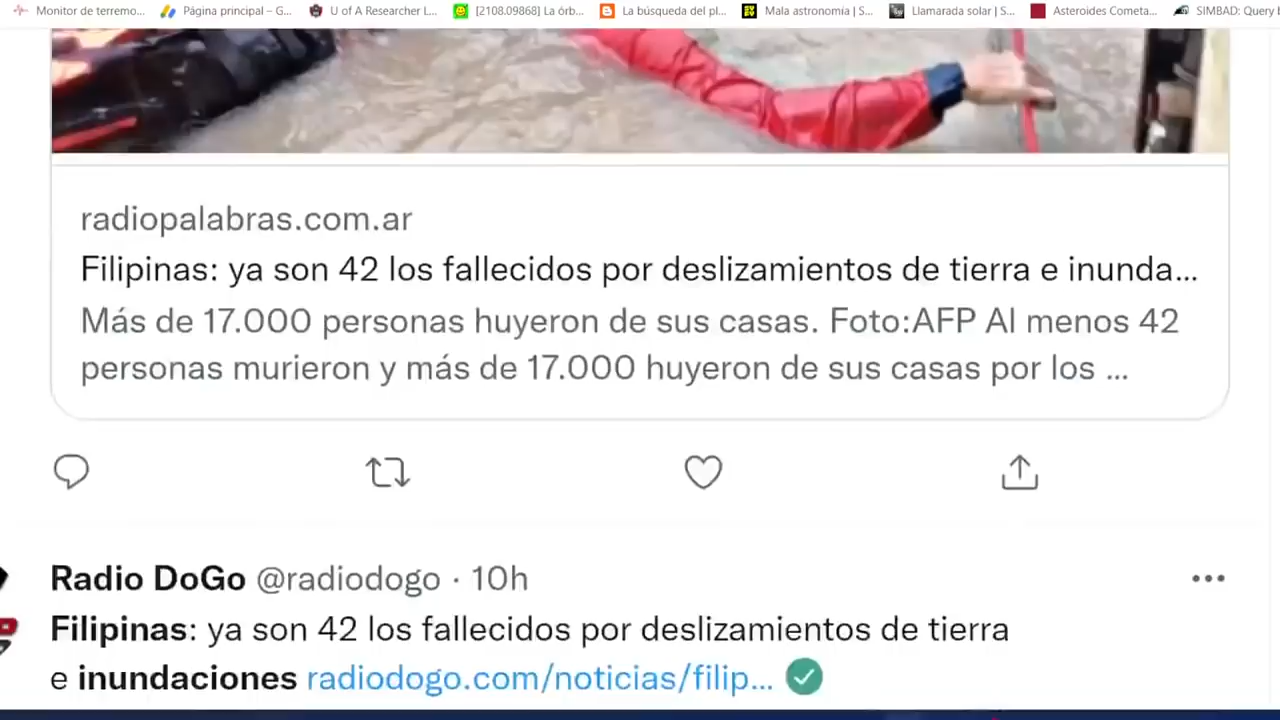 Monitor de terremo... Página principal – G... U of A Researcher L... [2108.09868] La órb... La búsqueda del pl... Mala astronomía | S... Llamarada solar | S... Asteroides Cometa... SIMBAD: Query
radiopalabras.com.ar
Filipinas: ya son 42 los fallecidos por deslizamientos de tierra e inunda...
Más de 17.000 personas huyeron de sus casas. Foto:AFP Al menos 42
personas murieron y más de 17.000 huyeron de sus casas por los ...
Radio DoGo @radiodogo · 10h
Filipinas: ya son 42 los fallecidos por deslizamientos de tierra
e inundaciones radiodogo.com/noticias/filip...